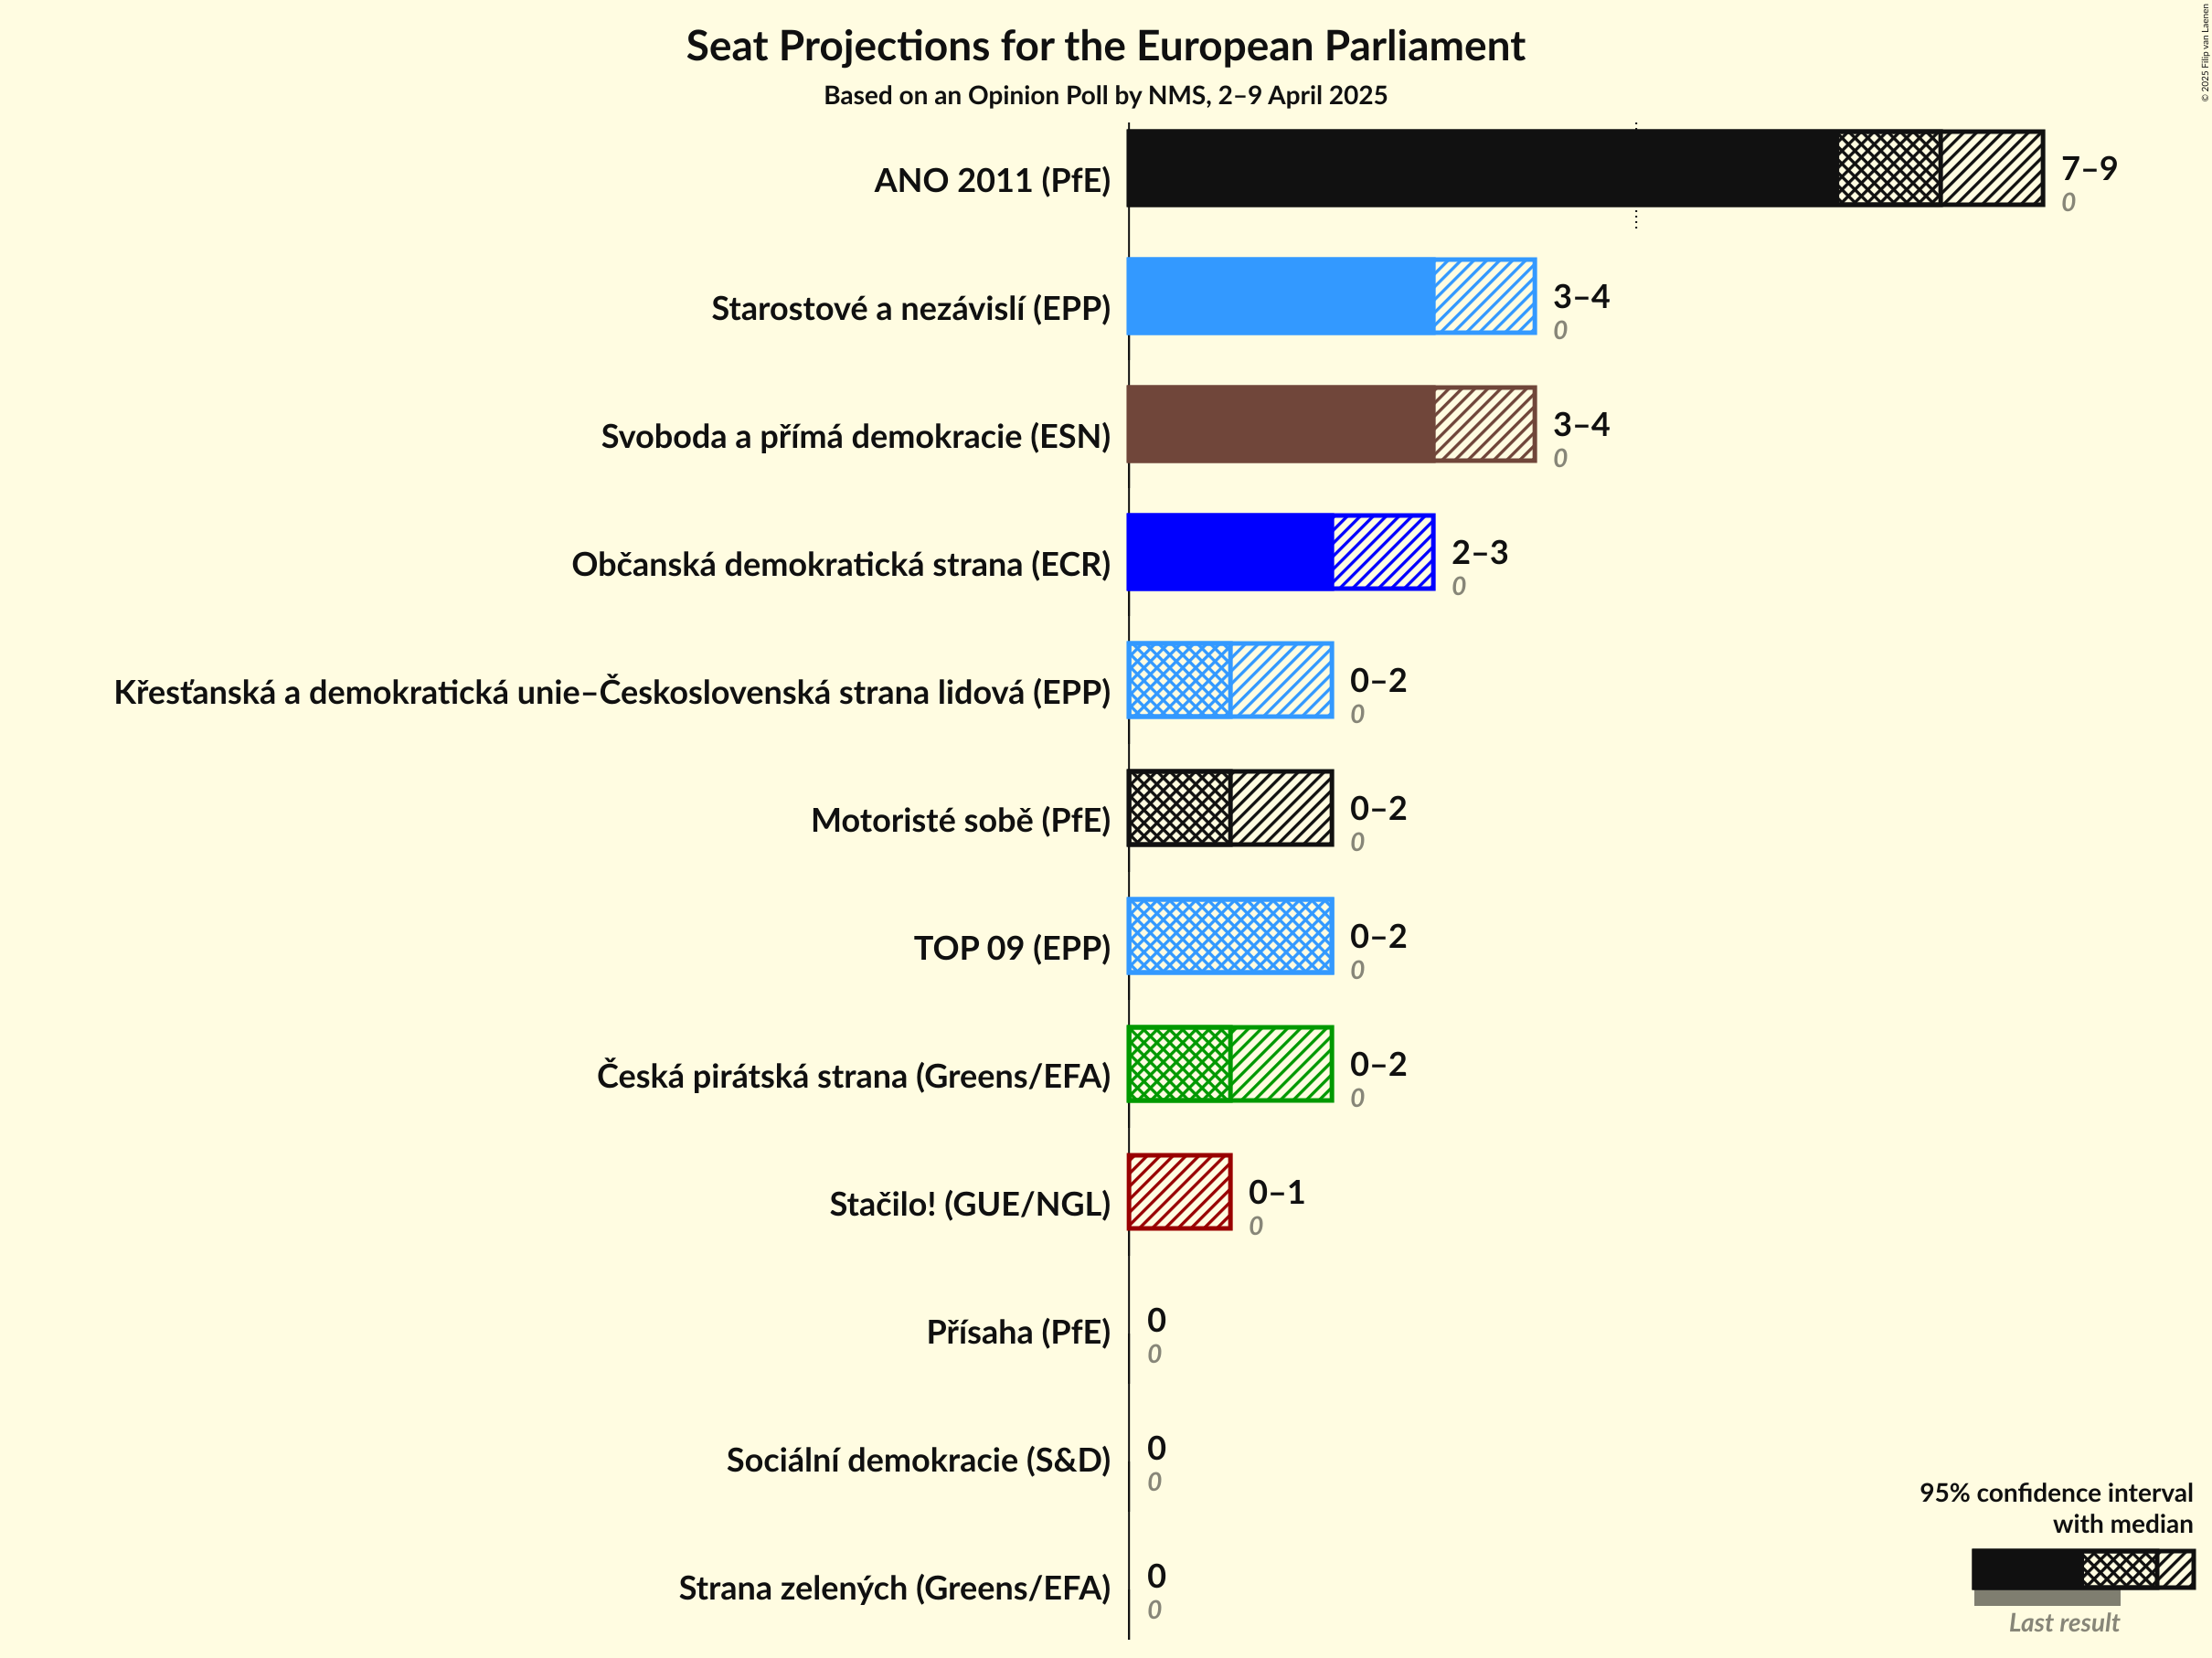 Seat Projections for the European Parliament
Based on an Opinion Poll by NMS, 2–9 April 2025
© 2025 Filip van Laenen
ANO 2011 (PfE)
7–9
0
Starostové a nezávislí (EPP)
3–4
0
Svoboda a přímá demokracie (ESN)
3–4
0
Občanská demokratická strana (ECR)
2–3
0
Křesťanská a demokratická unie–Československá strana lidová (EPP)
0–2
0
Motoristé sobě (PfE)
0–2
0
TOP 09 (EPP)
0–2
0
Česká pirátská strana (Greens/EFA)
0–2
0
Stačilo! (GUE/NGL)
0–1
0
Přísaha (PfE)
0
0
Sociální demokracie (S&D)
0
0
Strana zelených (Greens/EFA)
0
0
95% confidence interval
with median
Last result